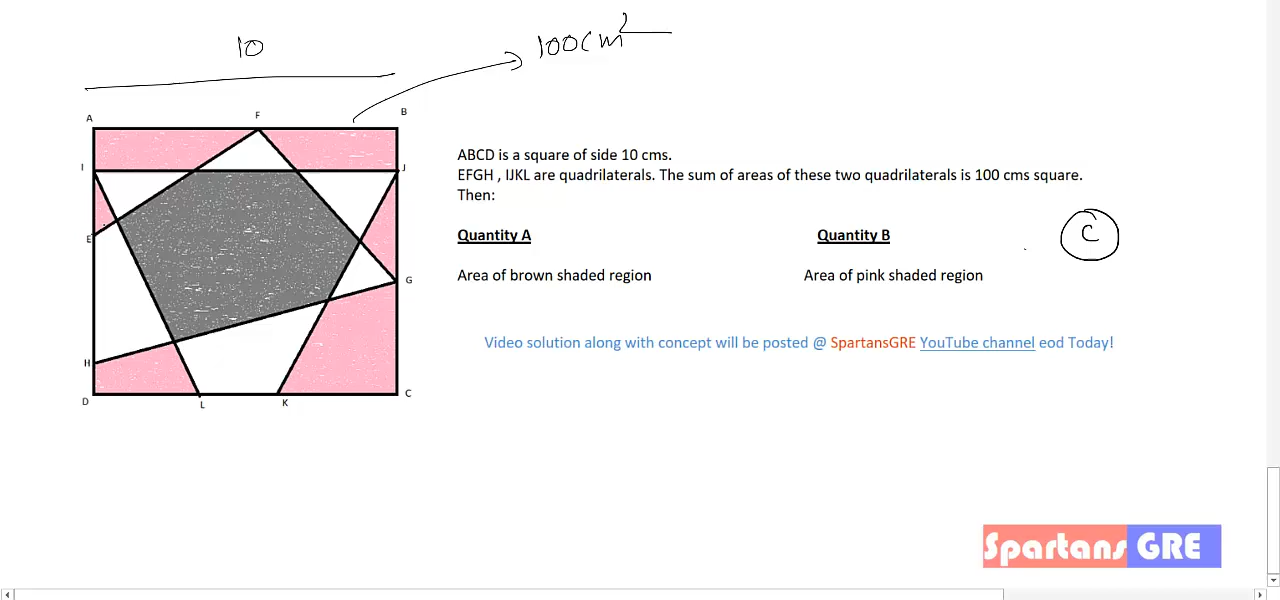 10
100cm²
A
F
B
I
J
E
G
H
D
L
K
C
ABCD is a square of side 10 cms.
EFGH , IJKL are quadrilaterals. The sum of areas of these two quadrilaterals is 100 cms square.
Then:
Quantity A
Quantity B
C
Area of brown shaded region
Area of pink shaded region
Video solution along with concept will be posted @ SpartansGRE YouTube channel eod Today!
Spartans GRE